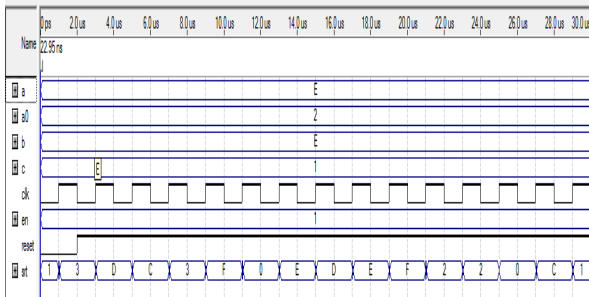 0 ps 2.0 us 4.0 us 6.0 us 8.0 us 10.0 us 12.0 us 14.0 us 16.0 us 18.0 us 20.0 us 22.0 us 24.0 us 26.0 us 28.0 us 30.0 us
Name 22.95 ns
a E
a0 2
b E
c E 1
clk
en 1
reset
1 3 D C 3 F 0 E D E F 2 2 0 C 1